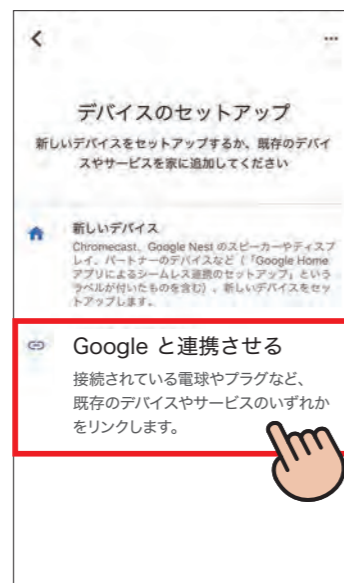 デバイスのセットアップ
新しいデバイスをセットアップするか、既存のデバイ
スやサービスを家に追加してください
新しいデバイス
Chromecast、Google Nest のスピーカーやディスプ
レイ、パートナーのデバイスなど（「Google Home
アプリによるシームレス連携のセットアップ」という
ラベルが付いたものを含む）、新しいデバイスをセッ
トアップします。
Google と連携させる
接続されている電球やプラグなど、
既存のデバイスやサービスのいずれか
をリンクします。